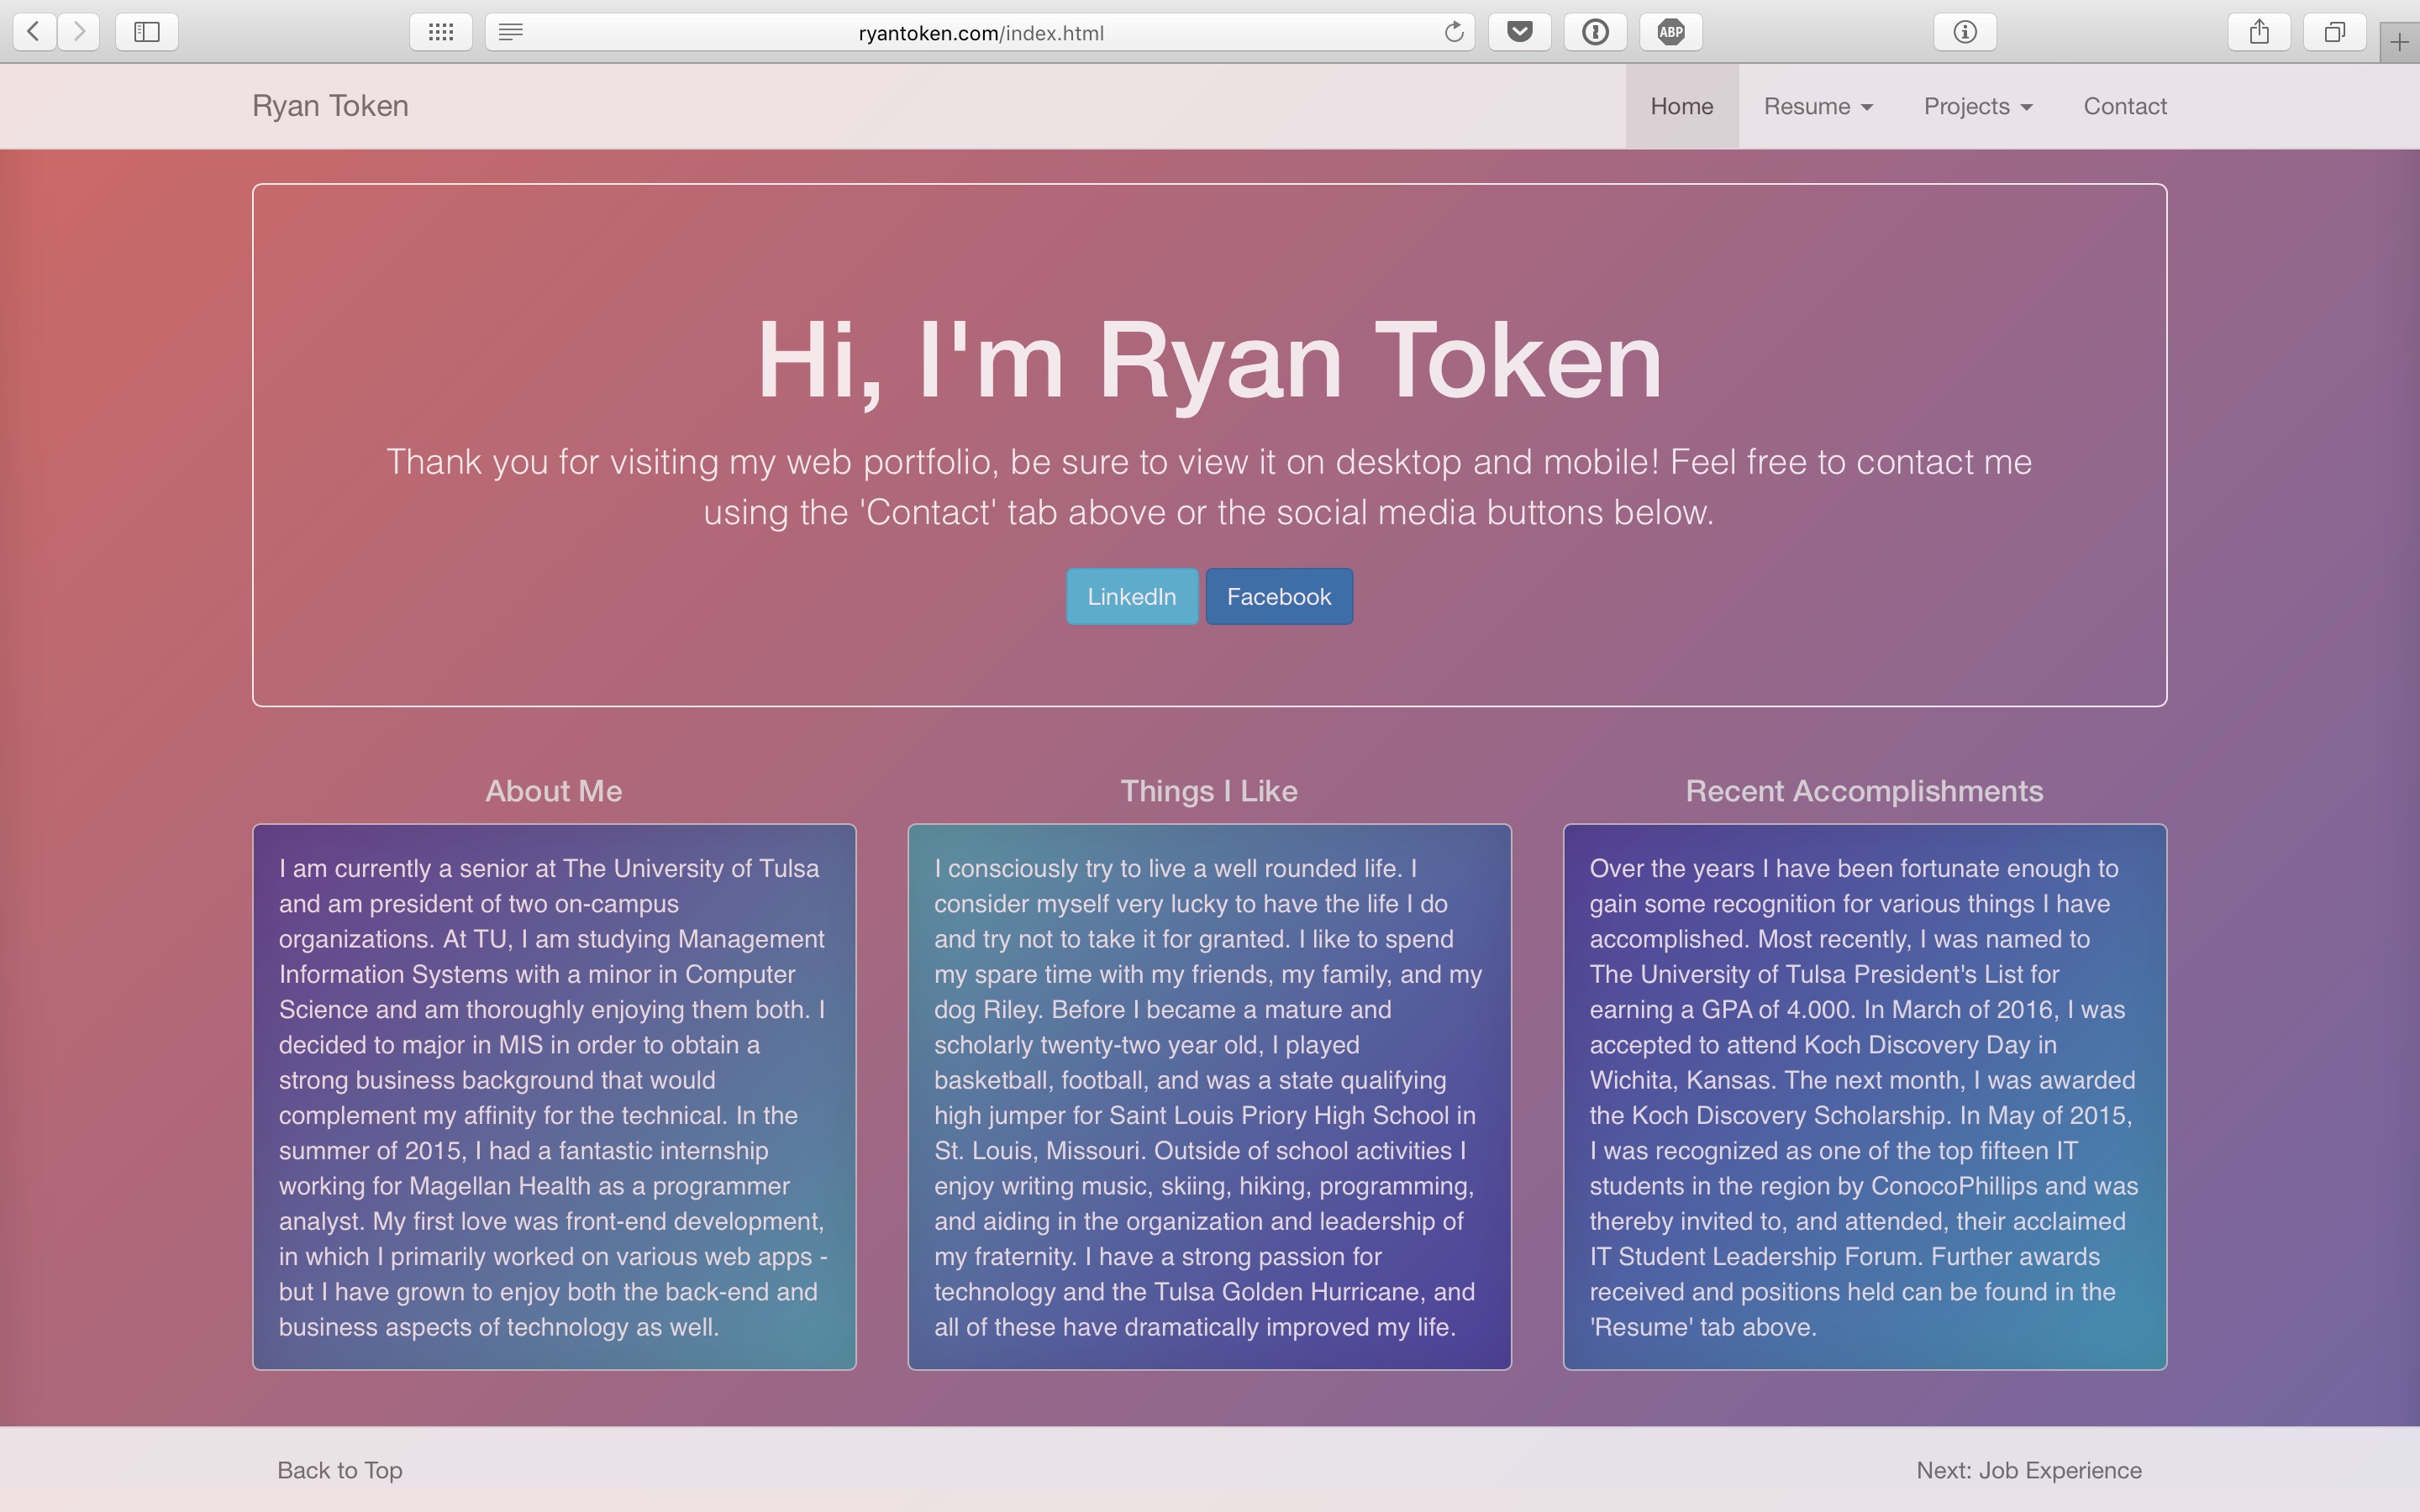 ryantoken.com/index.html
ABP
Ryan Token
Home
Resume
Projects
Contact
Hi, I'm Ryan Token
Thank you for visiting my web portfolio, be sure to view it on desktop and mobile! Feel free to contact me
using the 'Contact' tab above or the social media buttons below.
LinkedIn
Facebook
About Me
I am currently a senior at The University of Tulsa
and am president of two on-campus
organizations. At TU, I am studying Management
Information Systems with a minor in Computer
Science and am thoroughly enjoying them both. I
decided to major in MIS in order to obtain a
strong business background that would
complement my affinity for the technical. In the
summer of 2015, I had a fantastic internship
working for Magellan Health as a programmer
analyst. My first love was front-end development,
in which I primarily worked on various web apps -
but I have grown to enjoy both the back-end and
business aspects of technology as well.
Things I Like
I consciously try to live a well rounded life. I
consider myself very lucky to have the life I do
and try not to take it for granted. I like to spend
my spare time with my friends, my family, and my
dog Riley. Before I became a mature and
scholarly twenty-two year old, I played
basketball, football, and was a state qualifying
high jumper for Saint Louis Priory High School in
St. Louis, Missouri. Outside of school activities I
enjoy writing music, skiing, hiking, programming,
and aiding in the organization and leadership of
my fraternity. I have a strong passion for
technology and the Tulsa Golden Hurricane, and
all of these have dramatically improved my life.
Recent Accomplishments
Over the years I have been fortunate enough to
gain some recognition for various things I have
accomplished. Most recently, I was named to
The University of Tulsa President's List for
earning a GPA of 4.000. In March of 2016, I was
accepted to attend Koch Discovery Day in
Wichita, Kansas. The next month, I was awarded
the Koch Discovery Scholarship. In May of 2015,
I was recognized as one of the top fifteen IT
students in the region by ConocoPhillips and was
thereby invited to, and attended, their acclaimed
IT Student Leadership Forum. Further awards
received and positions held can be found in the
'Resume' tab above.
Back to Top
Next: Job Experience